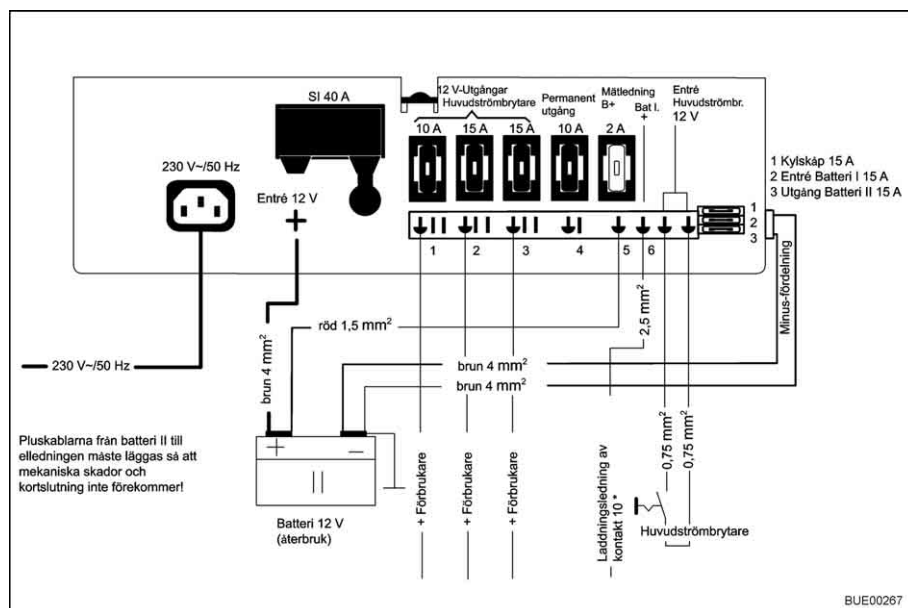 SI 40 A
12 V-Utgångar
Huvudströmbrytare
Permanent
utgång
Mätledning
B+
Bat I.
+
Entré
Huvudströmbr.
12 V
10 A
15 A
15 A
10 A
2 A
230 V~/50 Hz
Entré 12 V
+
1 Kylskåp 15 A
2 Entré Batteri I 15 A
3 Utgång Batteri II 15 A
1
2
3
1
2
3
4
5
6
Minus-fördelning
röd 1,5 mm²
2,5 mm²
230 V~/50 Hz
brun 4 mm²
brun 4 mm²
brun 4 mm²
0,75 mm²
0,75 mm²
Pluskablarna från batteri II till
elledningen måste läggas så att
mekaniska skador och
kortslutning inte förekommer!
+
–
II
Batteri 12 V
(återbruk)
+ Förbrukare
+ Förbrukare
+ Förbrukare
Laddningsledning av
kontakt 10 *
Huvudströmbrytare
BUE00267